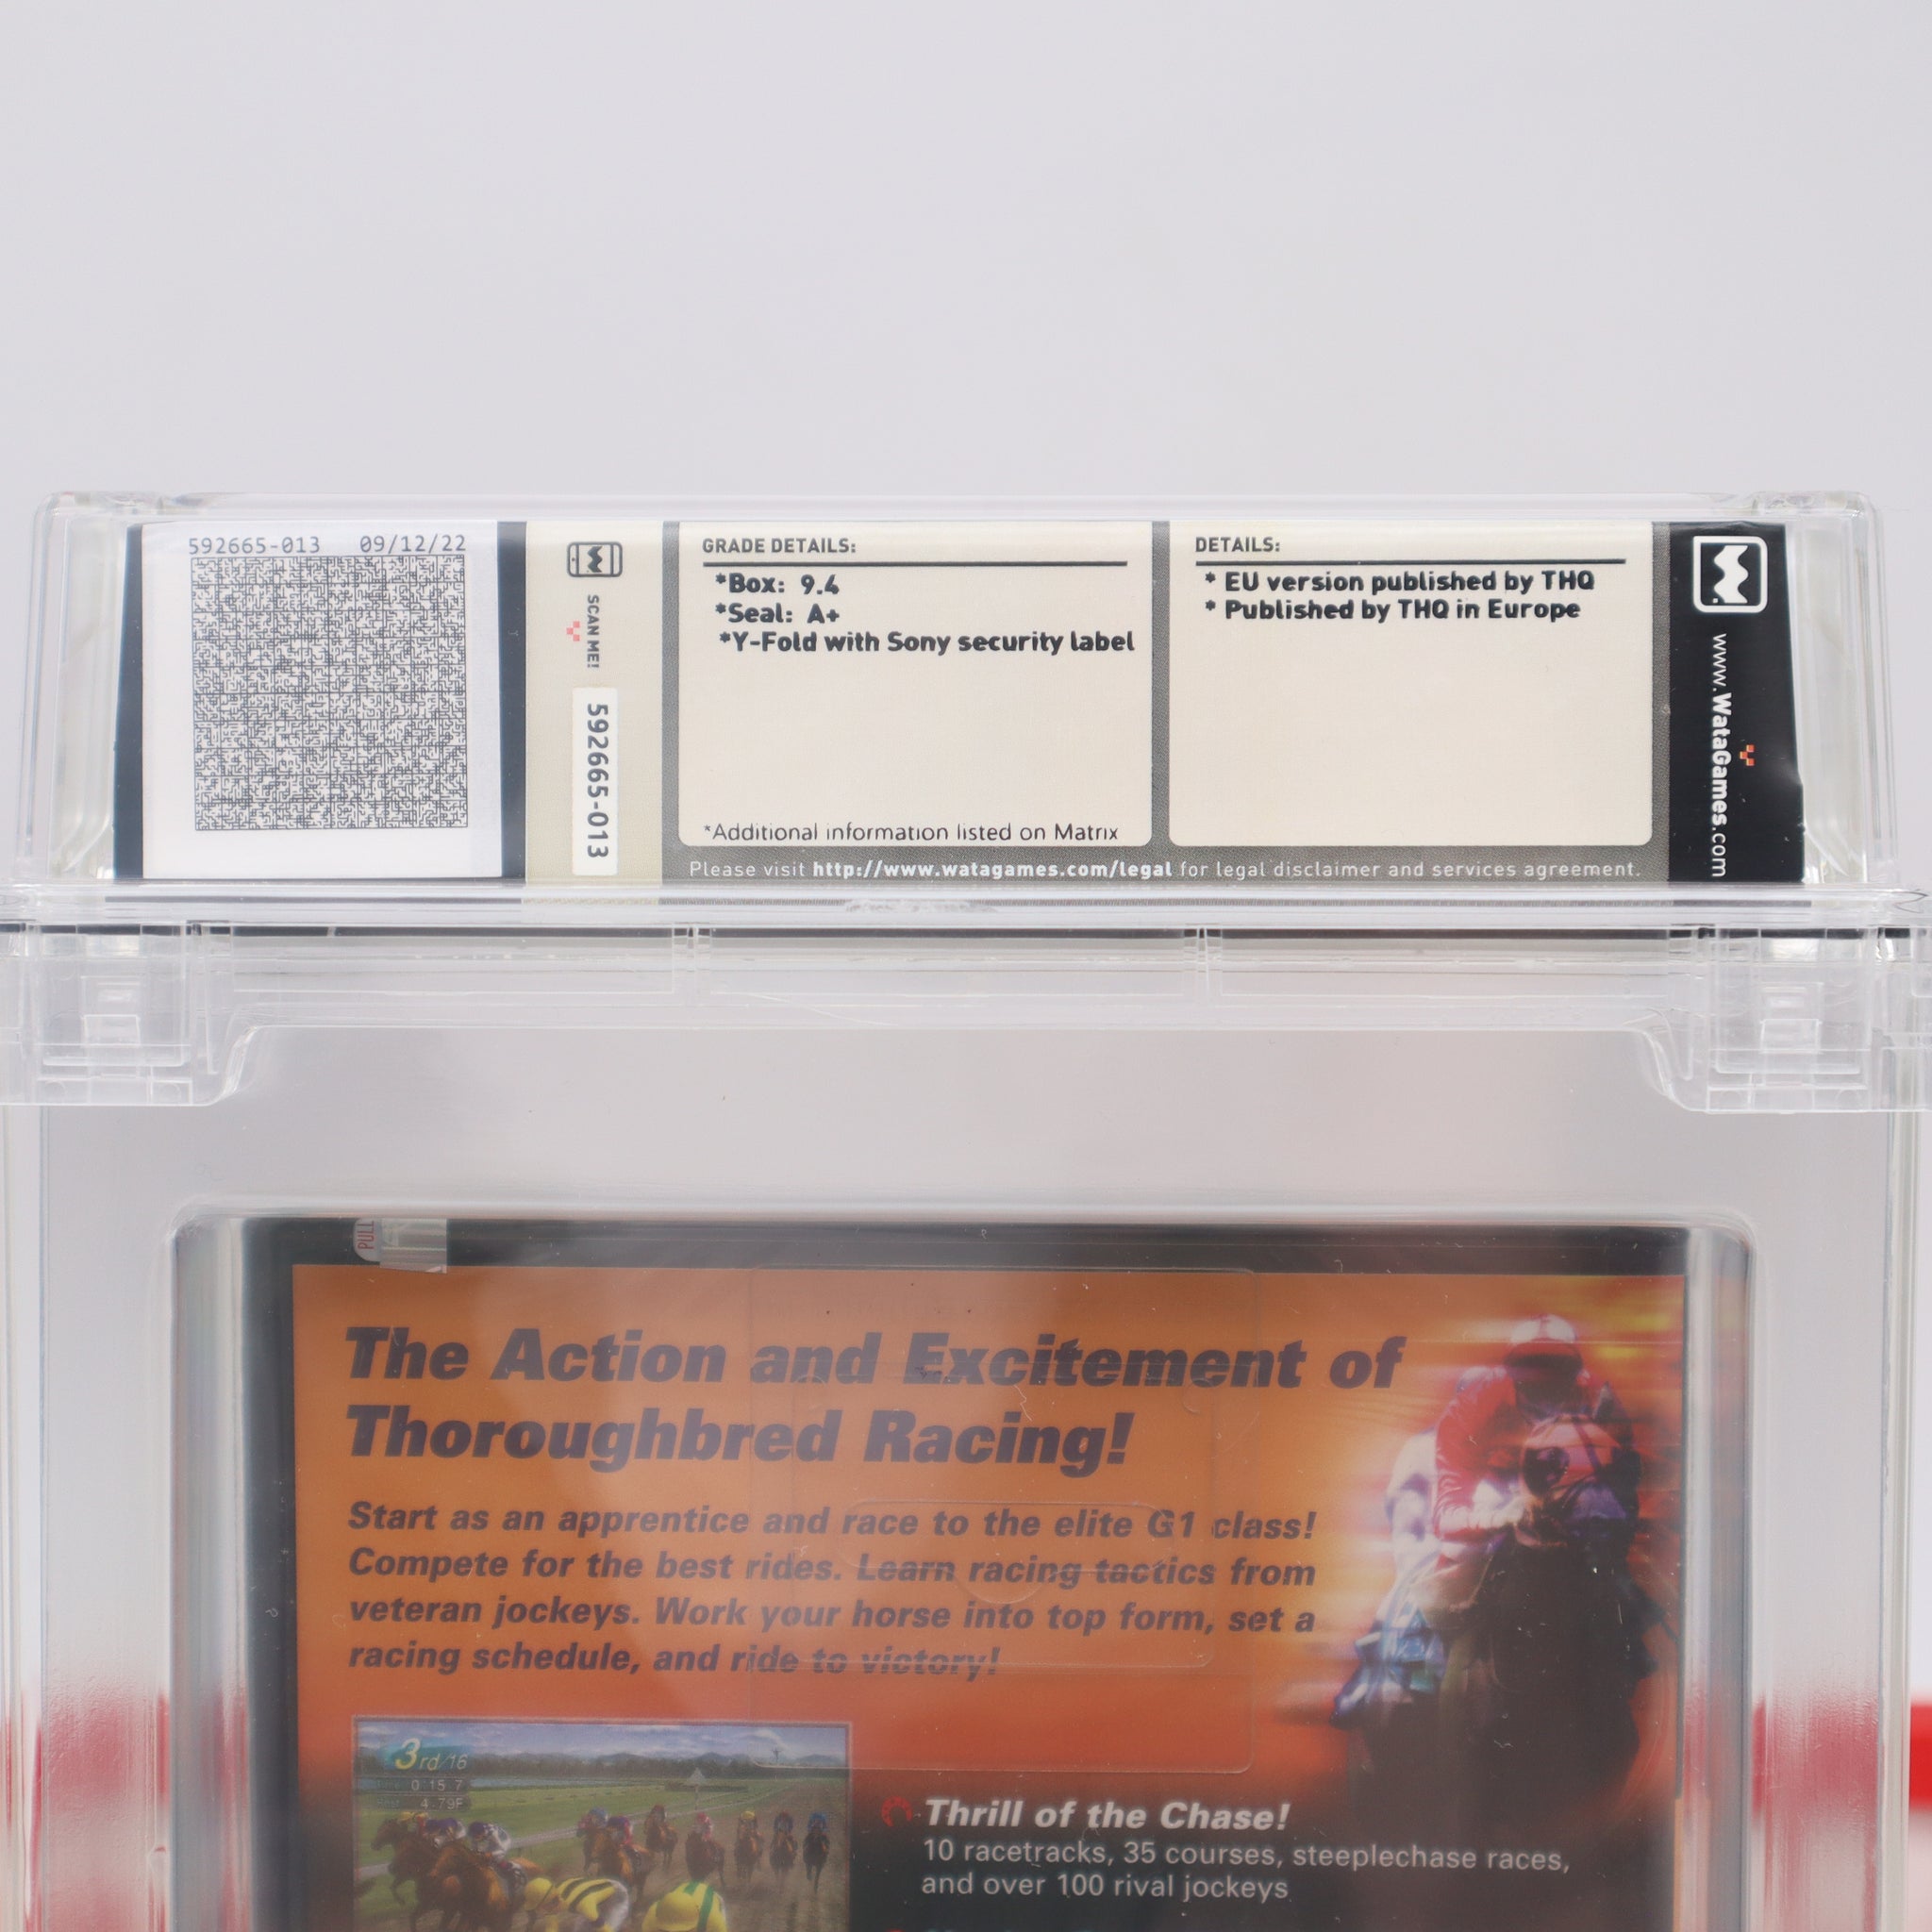 592665-013 09/12/22
SCAN ME!
592665-013
GRADE DETAILS:
*Box: 9.4
*Seal: A+
*Y-Fold with Sony security label
*Additional information listed on Matrix
DETAILS:
* EU version published by THQ
* Published by THQ in Europe
Please visit http://www.watagames.com/legal for legal disclaimer and services agreement.
www.WataGames.com
PULL
The Action and Excitement of
Thoroughbred Racing!
Start as an apprentice and race to the elite G1 class!
Compete for the best rides. Learn racing tactics from
veteran jockeys. Work your horse into top form, set a
racing schedule, and ride to victory!
3rd/16
0 15 7
4.79F
Thrill of the Chase!
10 racetracks, 35 courses, steeplechase races,
and over 100 rival jockeys